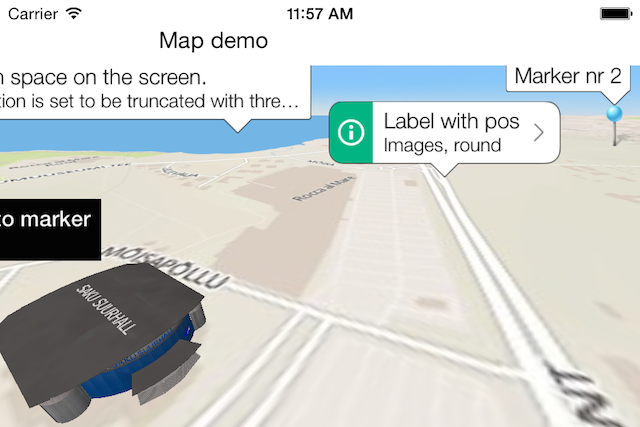 Carrier 11:57 AM
Map demo
space on the screen.
tion is set to be truncated with thre...
Marker nr 2
Label with pos
Images, round
Rocca al Mare
to marker
MÕISAPÕLLU
SAKU SUURHALL